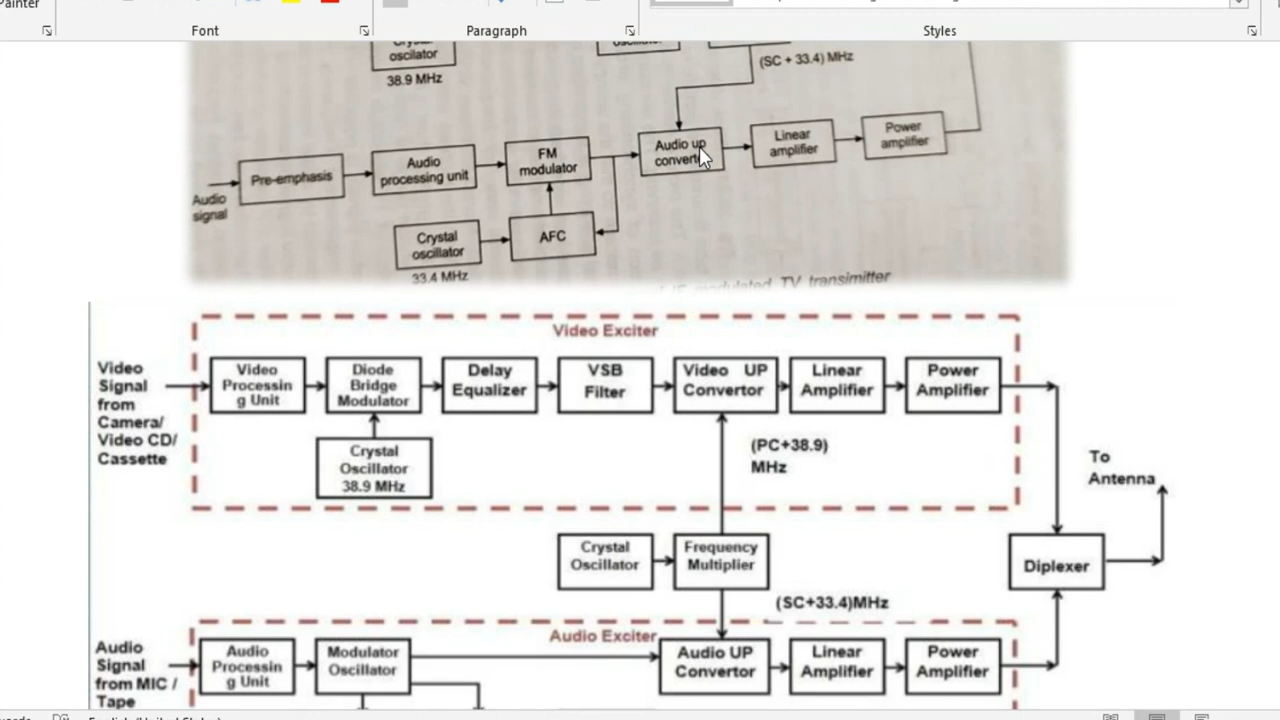 Painter
Font
Paragraph
Styles
Crystal
oscilator
38.9 MHz
(SC + 33.4) MHz
Audio
signal
Pre-emphasis
Audio
processing unit
FM
modulator
Audio up
converter
Linear
amplifier
Power
amplifier
Crystal
oscillator
33.4 MHz
AFC
modulated TV transimitter
Video Exciter
Video
Signal
from
Camera/
Video CD/
Cassette
Video
Processin
g Unit
Diode
Bridge
Modulator
Delay
Equalizer
VSB
Filter
Video UP
Convertor
Linear
Amplifier
Power
Amplifier
Crystal
Oscillator
38.9 MHz
(PC+38.9)
MHz
To
Antenna
Crystal
Oscillator
Frequency
Multiplier
Diplexer
(SC+33.4)MHz
Audio Exciter
Audio
Signal
from MIC /
Tape
Audio
Processin
g Unit
Modulator
Oscillator
Audio UP
Convertor
Linear
Amplifier
Power
Amplifier